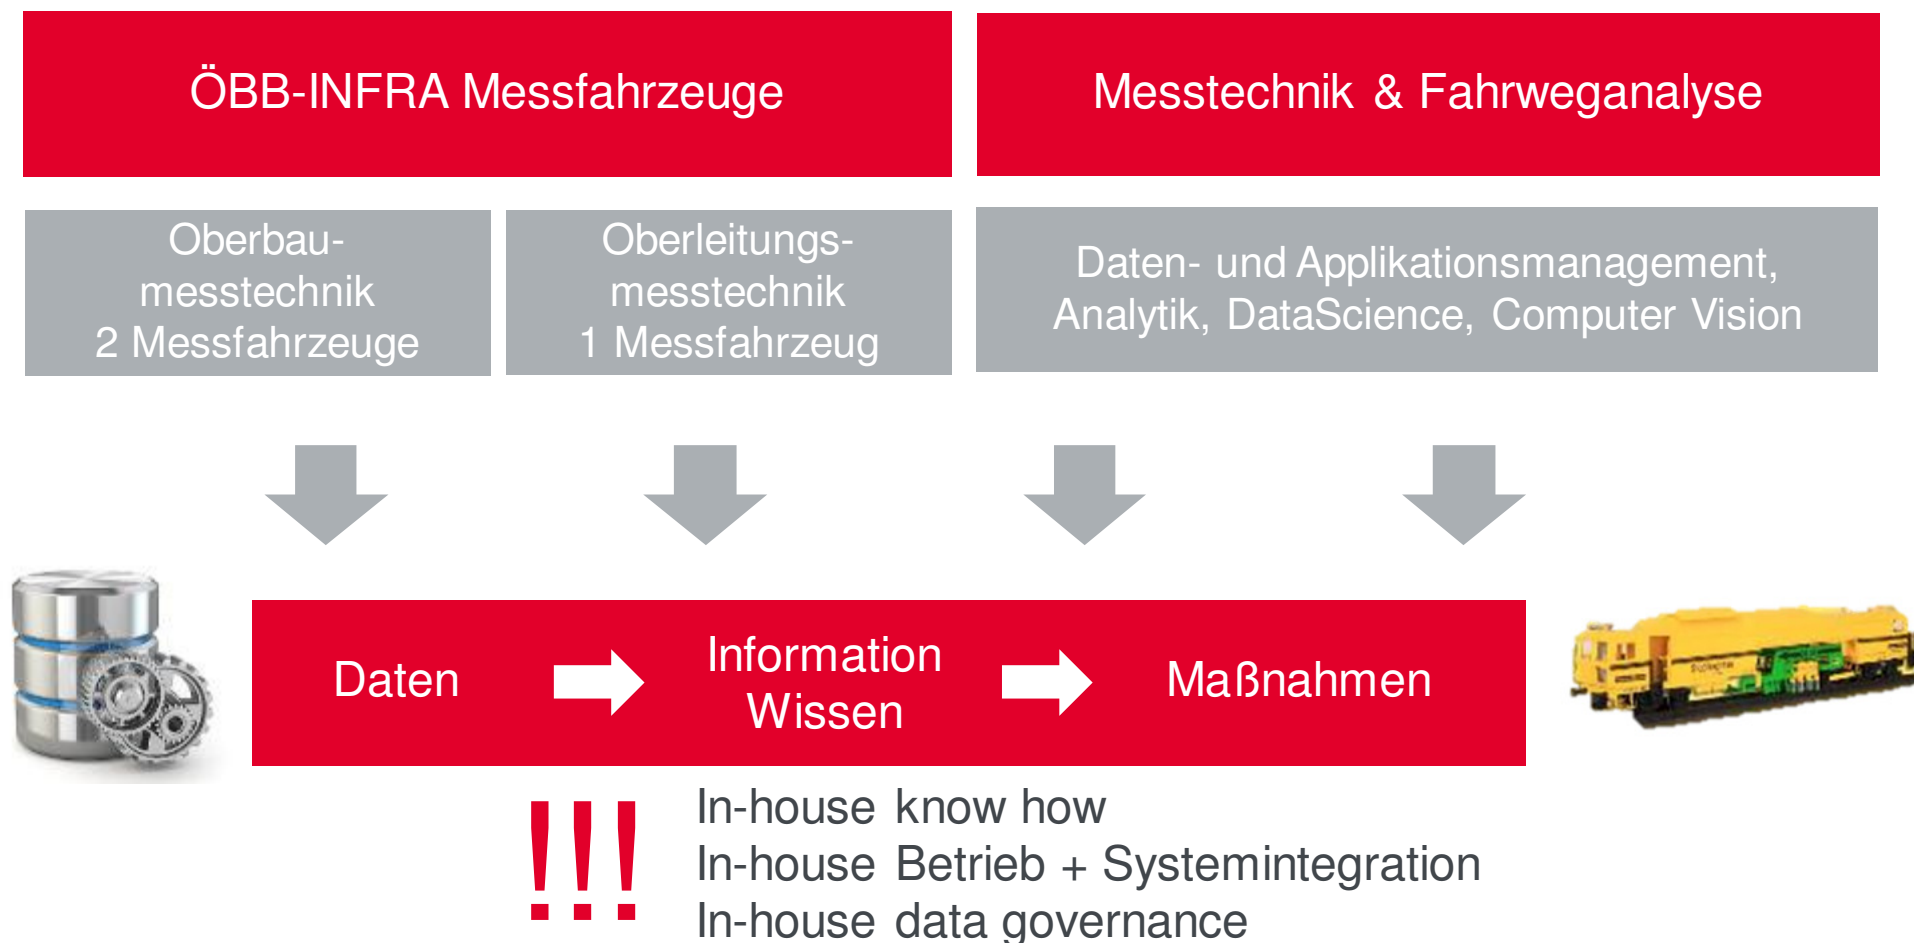 ÖBB-INFRA Messfahrzeuge
Messtechnik & Fahrweganalyse
Oberbau-
messtechnik
2 Messfahrzeuge
Oberleitungs-
messtechnik
1 Messfahrzeug
Daten- und Applikationsmanagement,
Analytik, DataScience, Computer Vision
Daten
Information
Wissen
Maßnahmen
!!!
In-house know how
In-house Betrieb + Systemintegration
In-house data governance